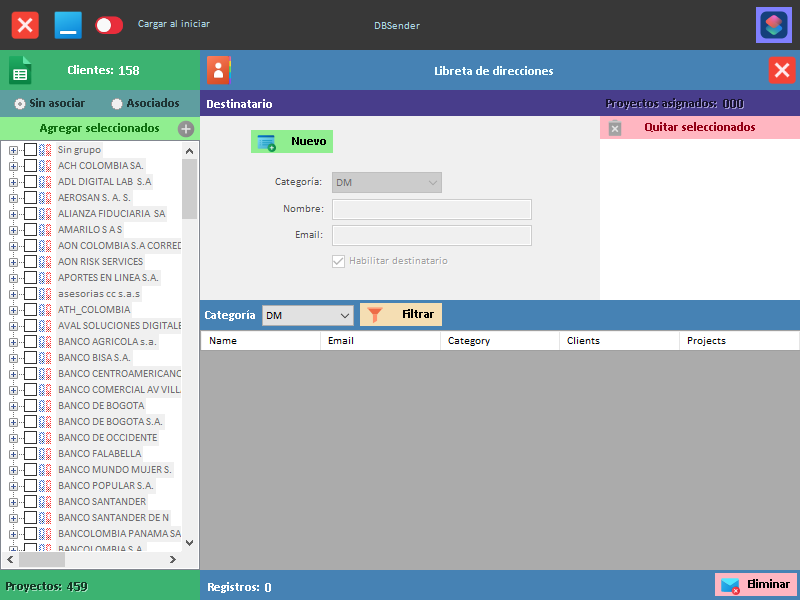 Cargar al iniciar
DBSender
Clientes: 158
Libreta de direcciones
Sin asociar
Asociados
Destinatario
Proyectos asignados: 000
Agregar seleccionados
Quitar seleccionados
Nuevo
Categoría: DM
Nombre:
Email:
Habilitar destinatario
Sin grupo
ACH COLOMBIA SA.
ADL DIGITAL LAB S.A
AEROSAN S. A. S.
ALIANZA FIDUCIARIA SA
AMARILO S A S
AON COLOMBIA S.A CORRED
AON RISK SERVICES
APORTES EN LINEA S.A.
asesorias cc s.a.s
ATH_COLOMBIA
AVAL SOLUCIONES DIGITALE
BANCO AGRICOLA s.a.
BANCO BISA S.A.
BANCO CENTROAMERICANO
BANCO COMERCIAL AV VILL
BANCO DE BOGOTA
BANCO DE BOGOTA S.A.
BANCO DE OCCIDENTE
BANCO FALABELLA
BANCO MUNDO MUJER S.
BANCO POPULAR S.A.
BANCO SANTANDER
BANCO SANTANDER DE N
BANCOLOMBIA PANAMA SA
BANCOLOMBIA S.A.
Categoría DM Filtrar
Name Email Category Clients Projects
Proyectos: 459
Registros: 0
Eliminar